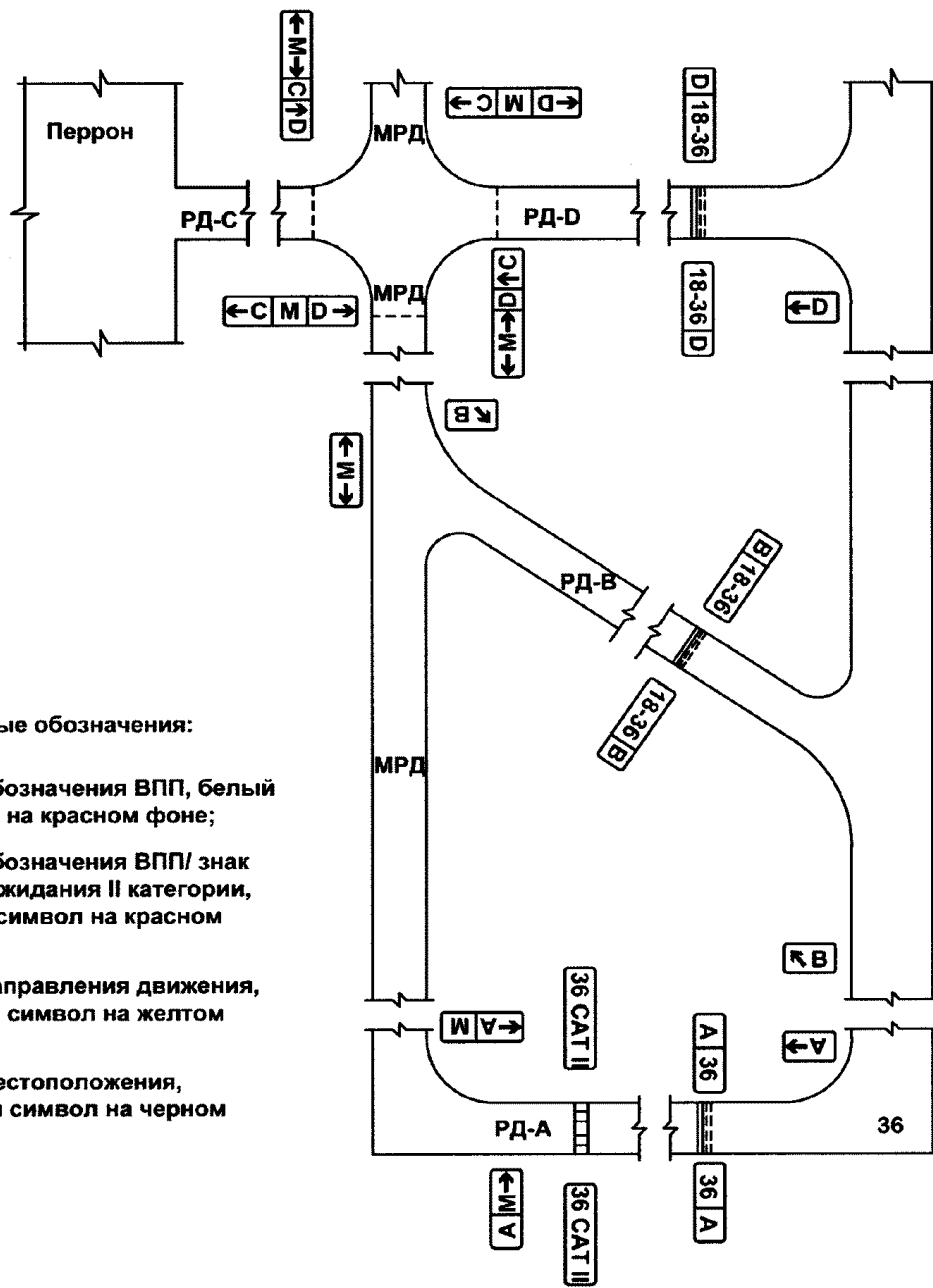 ←M→C↑D
←C M D→
D 18-36
Перрон
МРД
РД-C
РД-D
МРД
←C M D→
←M→D↑C
18-36 D
←D
B↖
←M→
РД-B
B 18-36
18-36 B
ые обозначения:
МРД
бозначения ВПП, белый
на красном фоне;
бозначения ВПП/ знак
жидания II категории,
символ на красном
↖B
аправления движения,
символ на желтом
M A→
36 CAT II
A 36
←A
естоположения,
символ на черном
РД-A
36
←M A
36 CAT II
36 A